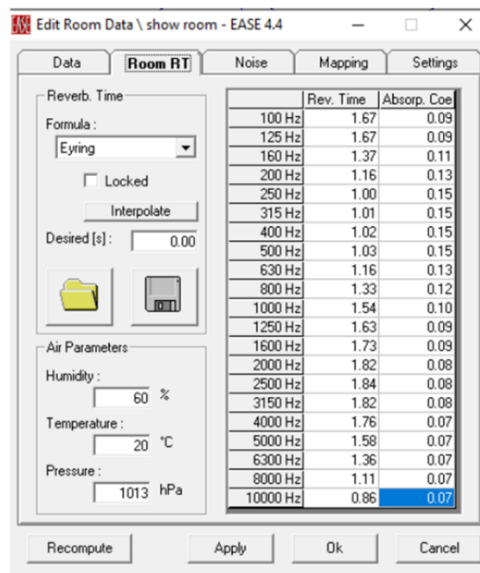 Edit Room Data \ show room - EASE 4.4
Data Room RT Noise Mapping Settings
Reverb. Time
Formula :
Eyring
Locked
Interpolate
Desired [s] : 0.00
Air Parameters
Humidity :
60 %
Temperature :
20 °C
Pressure :
1013 hPa
Rev. Time Absorp. Coe
100 Hz 1.67 0.09
125 Hz 1.67 0.09
160 Hz 1.37 0.11
200 Hz 1.16 0.13
250 Hz 1.00 0.15
315 Hz 1.01 0.15
400 Hz 1.02 0.15
500 Hz 1.03 0.15
630 Hz 1.16 0.13
800 Hz 1.33 0.12
1000 Hz 1.54 0.10
1250 Hz 1.63 0.09
1600 Hz 1.73 0.09
2000 Hz 1.82 0.08
2500 Hz 1.84 0.08
3150 Hz 1.82 0.08
4000 Hz 1.76 0.07
5000 Hz 1.58 0.07
6300 Hz 1.36 0.07
8000 Hz 1.11 0.07
10000 Hz 0.86 0.07
Recompute Apply Ok Cancel